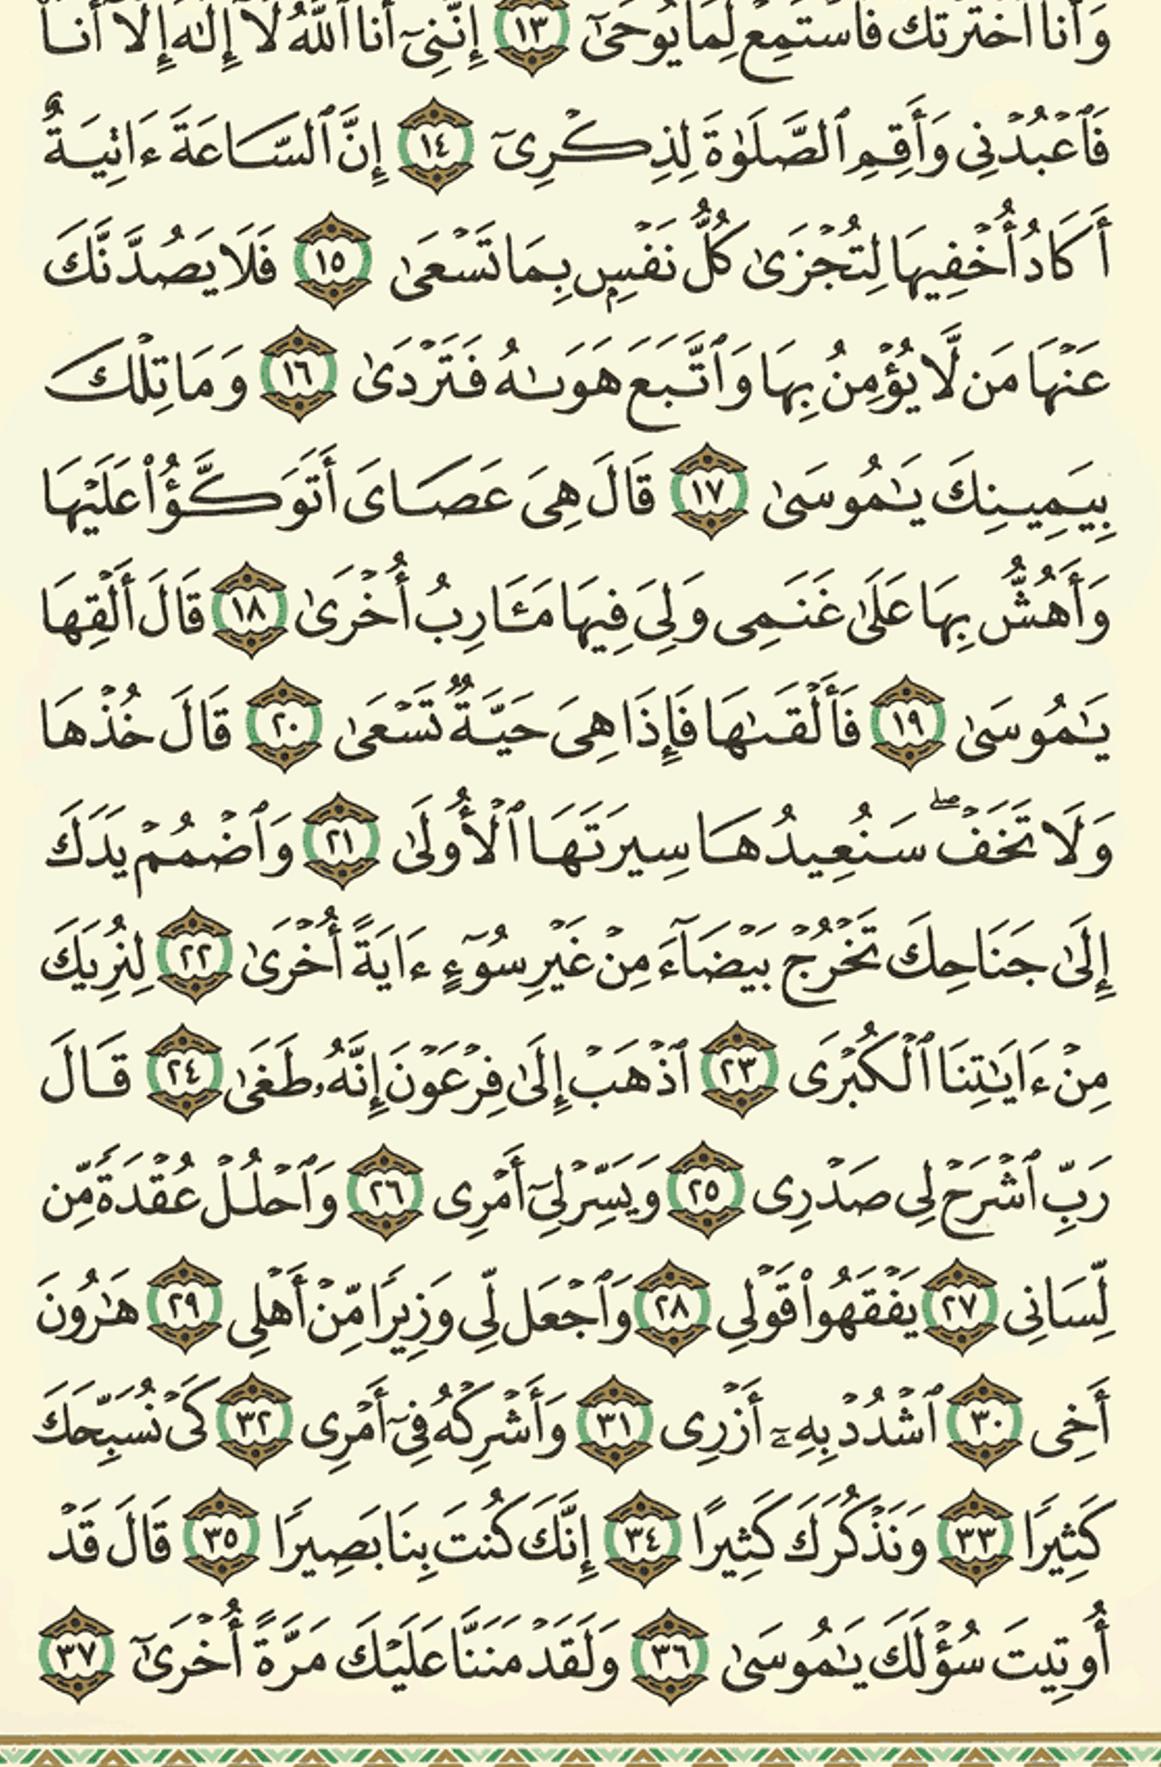 وَأَنَا ٱخْتَرْتُكَ فَٱسْتَمِعْ لِمَا يُوحَىٰٓ ١٣ إِنَّنِىٓ أَنَا ٱللَّهُ لَآ إِلَٰهَ إِلَّآ أَنَا۠
فَٱعْبُدْنِى وَأَقِمِ ٱلصَّلَوٰةَ لِذِكْرِىٓ ١٤ إِنَّ ٱلسَّاعَةَ ءَاتِيَةٌ
أَكَادُ أُخْفِيهَا لِتُجْزَىٰ كُلُّ نَفْسٍۭ بِمَا تَسْعَىٰ ١٥ فَلَا يَصُدَّنَّكَ
عَنْهَا مَن لَّا يُؤْمِنُ بِهَا وَٱتَّبَعَ هَوَىٰهُ فَتَرْدَىٰ ١٦ وَمَا تِلْكَ
بِيَمِينِكَ يَٰمُوسَىٰ ١٧ قَالَ هِىَ عَصَاىَ أَتَوَكَّؤُا۟ عَلَيْهَا
وَأَهُشُّ بِهَا عَلَىٰ غَنَمِى وَلِىَ فِيهَا مَـَٔارِبُ أُخْرَىٰ ١٨ قَالَ أَلْقِهَا
يَٰمُوسَىٰ ١٩ فَأَلْقَىٰهَا فَإِذَا هِىَ حَيَّةٌ تَسْعَىٰ ٢٠ قَالَ خُذْهَا
وَلَا تَخَفْ ۖ سَنُعِيدُهَا سِيرَتَهَا ٱلْأُولَىٰ ٢١ وَٱضْمُمْ يَدَكَ
إِلَىٰ جَنَاحِكَ تَخْرُجْ بَيْضَآءَ مِنْ غَيْرِ سُوٓءٍ ءَايَةً أُخْرَىٰ ٢٢ لِنُرِيَكَ
مِنْ ءَايَٰتِنَا ٱلْكُبْرَى ٢٣ ٱذْهَبْ إِلَىٰ فِرْعَوْنَ إِنَّهُۥ طَغَىٰ ٢٤ قَالَ
رَبِّ ٱشْرَحْ لِى صَدْرِى ٢٥ وَيَسِّرْ لِىٓ أَمْرِى ٢٦ وَٱحْلُلْ عُقْدَةً مِّن
لِّسَانِى ٢٧ يَفْقَهُوا۟ قَوْلِى ٢٨ وَٱجْعَل لِّى وَزِيرًا مِّنْ أَهْلِى ٢٩ هَٰرُونَ
أَخِى ٣٠ ٱشْدُدْ بِهِۦٓ أَزْرِى ٣١ وَأَشْرِكْهُ فِىٓ أَمْرِى ٣٢ كَىْ نُسَبِّحَكَ
كَثِيرًا ٣٣ وَنَذْكُرَكَ كَثِيرًا ٣٤ إِنَّكَ كُنتَ بِنَا بَصِيرًا ٣٥ قَالَ قَدْ
أُوتِيتَ سُؤْلَكَ يَٰمُوسَىٰ ٣٦ وَلَقَدْ مَنَنَّا عَلَيْكَ مَرَّةً أُخْرَىٰٓ ٣٧